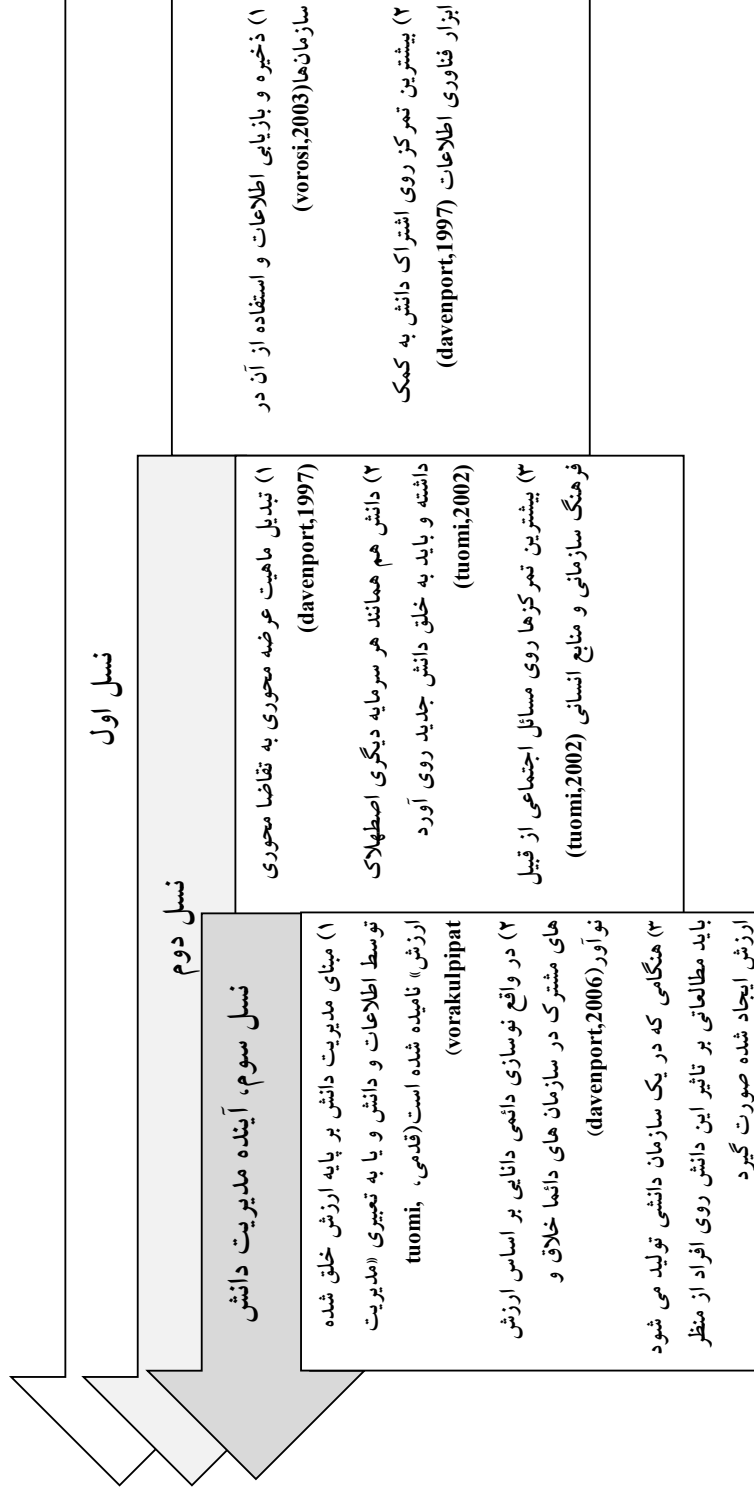 نسل اول
۱) ذخیره و بازیابی اطلاعات و استفاده از آن در
سازمان‌ها(vorosi,2003)
۲) بیشترین تمرکز روی اشتراک دانش به کمک
ابزار فناوری اطلاعات (davenport,1997)
نسل دوم
۱) تبدیل ماهیت عرضه محوری به تقاضا محوری
(davenport,1997)
۲) دانش هم همانند هر سرمایه دیگری اصطهلاک
داشته و باید به خلق دانش جدید روی آورد
(tuomi,2002)
۳) بیشترین تمرکزها روی مسائل اجتماعی از قبیل
فرهنگ سازمانی و منابع انسانی (tuomi,2002)
نسل سوم، آینده مدیریت دانش
۱) مبنای مدیریت دانش بر پایه ارزش خلق شده
توسط اطلاعات و دانش و یا به تعبیری «مدیریت
ارزش» نامیده شده است(قدمی، tuomi,
vorakulpipat)
۲) در واقع نوسازی دائمی دانایی بر اساس ارزش
های مشترک در سازمان های دائما خلاق و
نوآور(davenport,2006)
۳) هنگامی که در یک سازمان دانشی تولید می شود
باید مطالعاتی بر تاثیر این دانش روی افراد از منظر
ارزش ایجاد شده صورت گیرد